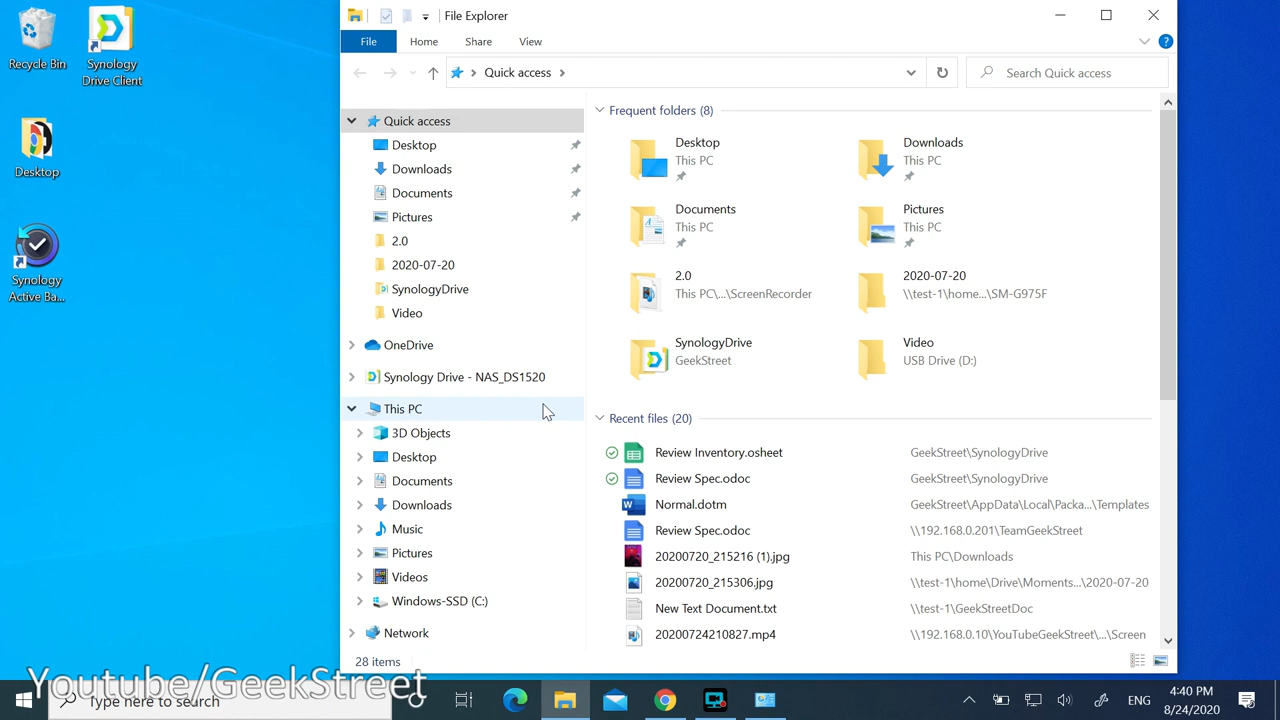 Recycle Bin
Synology
Drive Client
Desktop
Synology
Active Ba...
File Explorer
File
Home
Share
View
Quick access
Search Quick access
Quick access
Desktop
Downloads
Documents
Pictures
2.0
2020-07-20
SynologyDrive
Video
OneDrive
Synology Drive - NAS_DS1520
This PC
3D Objects
Desktop
Documents
Downloads
Music
Pictures
Videos
Windows-SSD (C:)
Network
Frequent folders (8)
Desktop
This PC
Downloads
This PC
Documents
This PC
Pictures
This PC
2.0
This PC\...\ScreenRecorder
2020-07-20
\\test-1\home...\SM-G975F
SynologyDrive
GeekStreet
Video
USB Drive (D:)
Recent files (20)
Review Inventory.osheet GeekStreet\SynologyDrive
Review Spec.odoc GeekStreet\SynologyDrive
Normal.dotm GeekStreet\AppData\Local\Packa...\Templates
Review Spec.odoc \\192.168.0.201\TeamGeekStreet
20200720_215216 (1).jpg This PC\Downloads
20200720_215306.jpg \\test-1\home\Drive\Moments...\2020-07-20
New Text Document.txt \\test-1\GeekStreetDoc
20200724210827.mp4 \\192.168.0.10\YouTubeGeekStreet\...\Screen
28 items
Youtube/GeekStreet
Type here to search
ENG
4:40 PM
8/24/2020